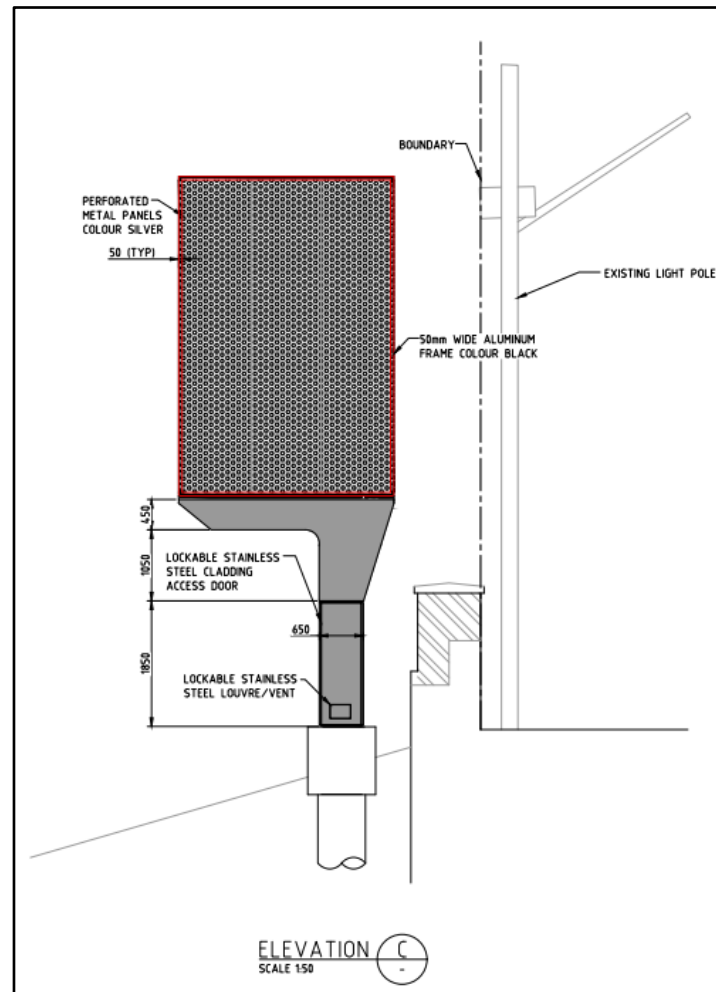 BOUNDARY
PERFORATED
METAL PANELS
COLOUR SILVER
50 (TYP)
EXISTING LIGHT POLE
50mm WIDE ALUMINUM
FRAME COLOUR BLACK
450
1050
LOCKABLE STAINLESS
STEEL CLADDING
ACCESS DOOR
650
1850
LOCKABLE STAINLESS
STEEL LOUVRE/VENT
ELEVATION C
SCALE 1:50 -